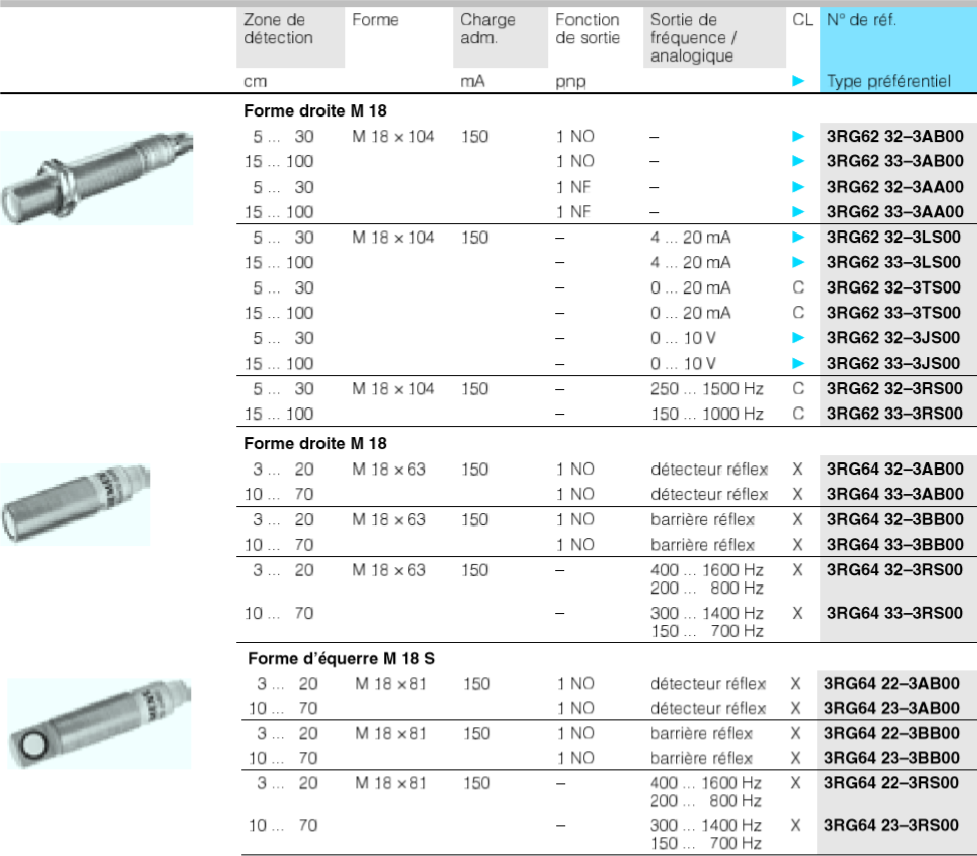 Zone de détection Forme Charge adm. Fonction de sortie Sortie de fréquence / analogique CL N° de réf.
cm mA pnp ► Type préférentiel
Forme droite M 18
5 ... 30 M 18 × 104 150 1 NO – ► 3RG62 32–3AB00
15 ... 100 1 NO – ► 3RG62 33–3AB00
5 ... 30 1 NF – ► 3RG62 32–3AA00
15 ... 100 1 NF – ► 3RG62 33–3AA00
5 ... 30 M 18 × 104 150 – 4 ... 20 mA ► 3RG62 32–3LS00
15 ... 100 – 4 ... 20 mA ► 3RG62 33–3LS00
5 ... 30 – 0 ... 20 mA C 3RG62 32–3TS00
15 ... 100 – 0 ... 20 mA C 3RG62 33–3TS00
5 ... 30 – 0 ... 10 V ► 3RG62 32–3JS00
15 ... 100 – 0 ... 10 V ► 3RG62 33–3JS00
5 ... 30 M 18 × 104 150 – 250 ... 1500 Hz C 3RG62 32–3RS00
15 ... 100 – 150 ... 1000 Hz C 3RG62 33–3RS00
Forme droite M 18
3 ... 20 M 18 × 63 150 1 NO détecteur réflex X 3RG64 32–3AB00
10 ... 70 1 NO détecteur réflex X 3RG64 33–3AB00
3 ... 20 M 18 × 63 150 1 NO barrière réflex X 3RG64 32–3BB00
10 ... 70 1 NO barrière réflex X 3RG64 33–3BB00
3 ... 20 M 18 × 63 150 – 400 ... 1600 Hz X 3RG64 32–3RS00
200 ... 800 Hz
10 ... 70 – 300 ... 1400 Hz X 3RG64 33–3RS00
150 ... 700 Hz
Forme d'équerre M 18 S
3 ... 20 M 18 × 81 150 1 NO détecteur réflex X 3RG64 22–3AB00
10 ... 70 1 NO détecteur réflex X 3RG64 23–3AB00
3 ... 20 M 18 × 81 150 1 NO barrière réflex X 3RG64 22–3BB00
10 ... 70 1 NO barrière réflex X 3RG64 23–3BB00
3 ... 20 M 18 × 81 150 – 400 ... 1600 Hz X 3RG64 22–3RS00
200 ... 800 Hz
10 ... 70 – 300 ... 1400 Hz X 3RG64 23–3RS00
150 ... 700 Hz